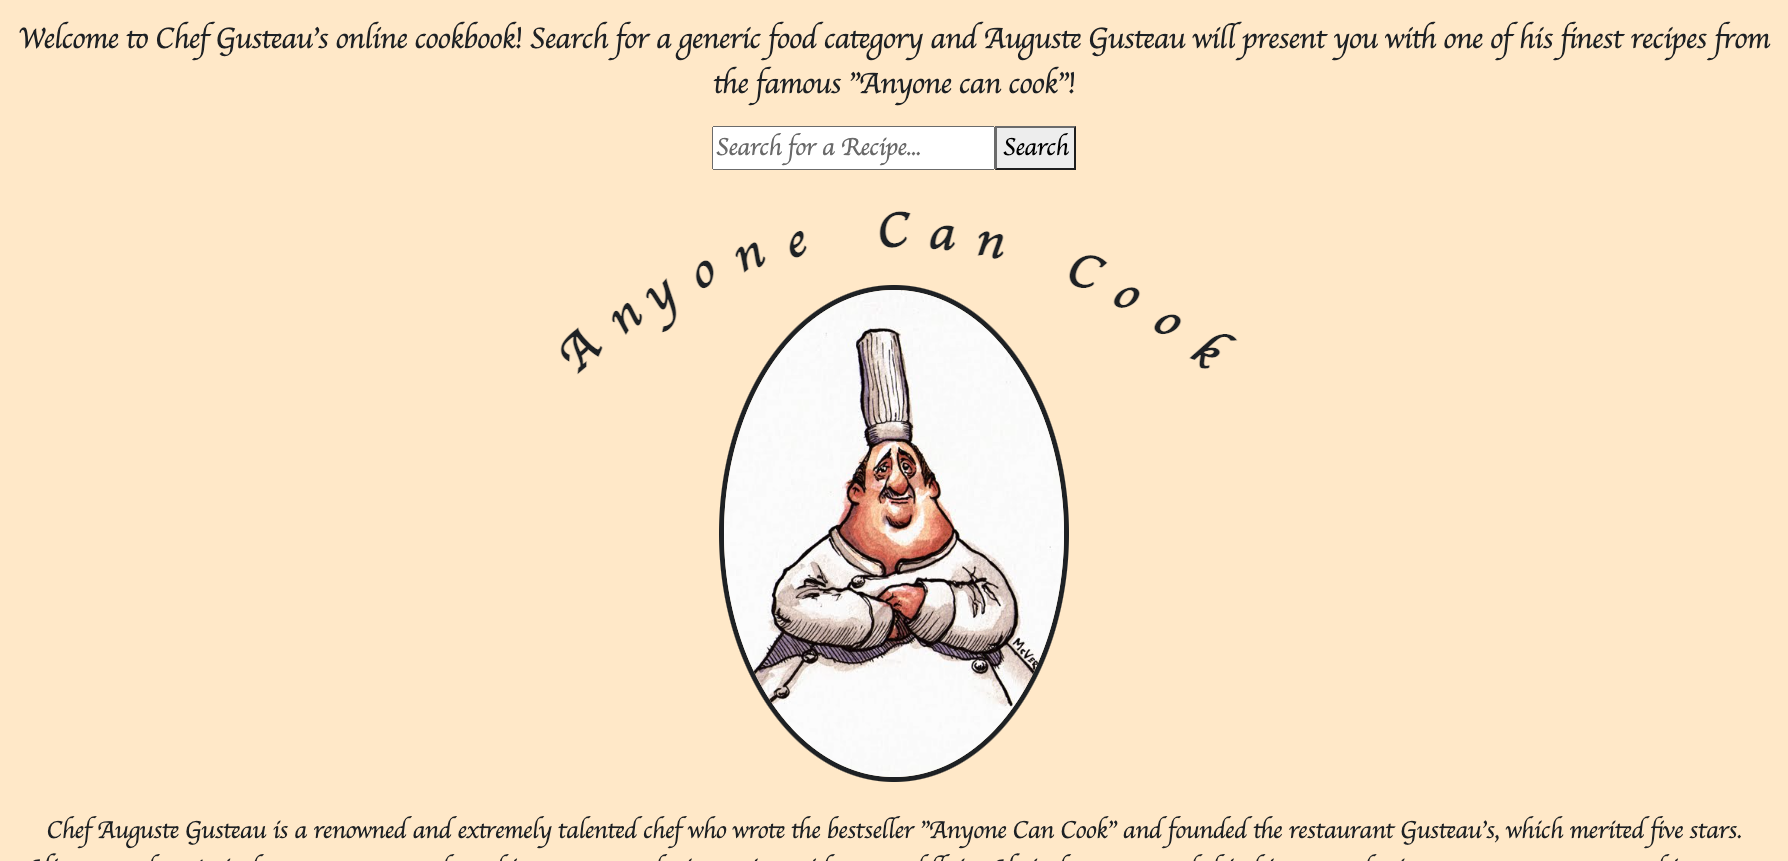 Welcome to Chef Gusteau's online cookbook! Search for a generic food category and Auguste Gusteau will present you with one of his finest recipes from
the famous "Anyone can cook"!
Search for a Recipe... Search
Anyone Can Cook
Chef Auguste Gusteau is a renowned and extremely talented chef who wrote the bestseller "Anyone Can Cook" and founded the restaurant Gusteau's, which merited five stars.